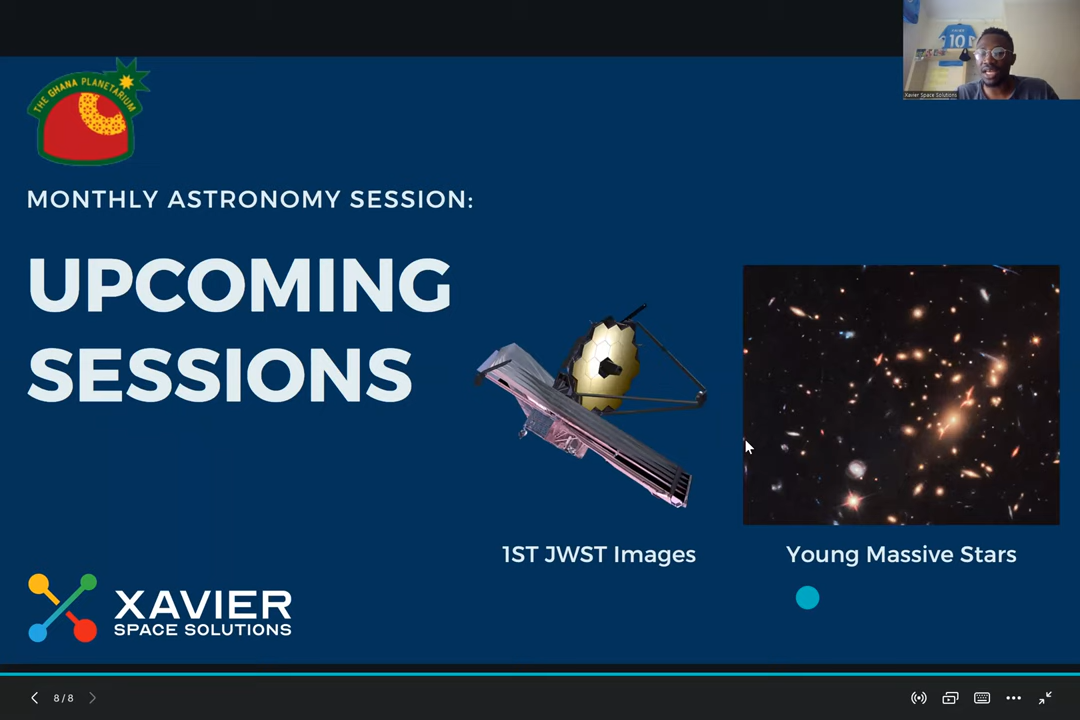 THE GHANA PLANETARIUM
10
Xavier Space Solutions
MONTHLY ASTRONOMY SESSION:
UPCOMING
SESSIONS
1ST JWST Images
Young Massive Stars
XAVIER
SPACE SOLUTIONS
8/8